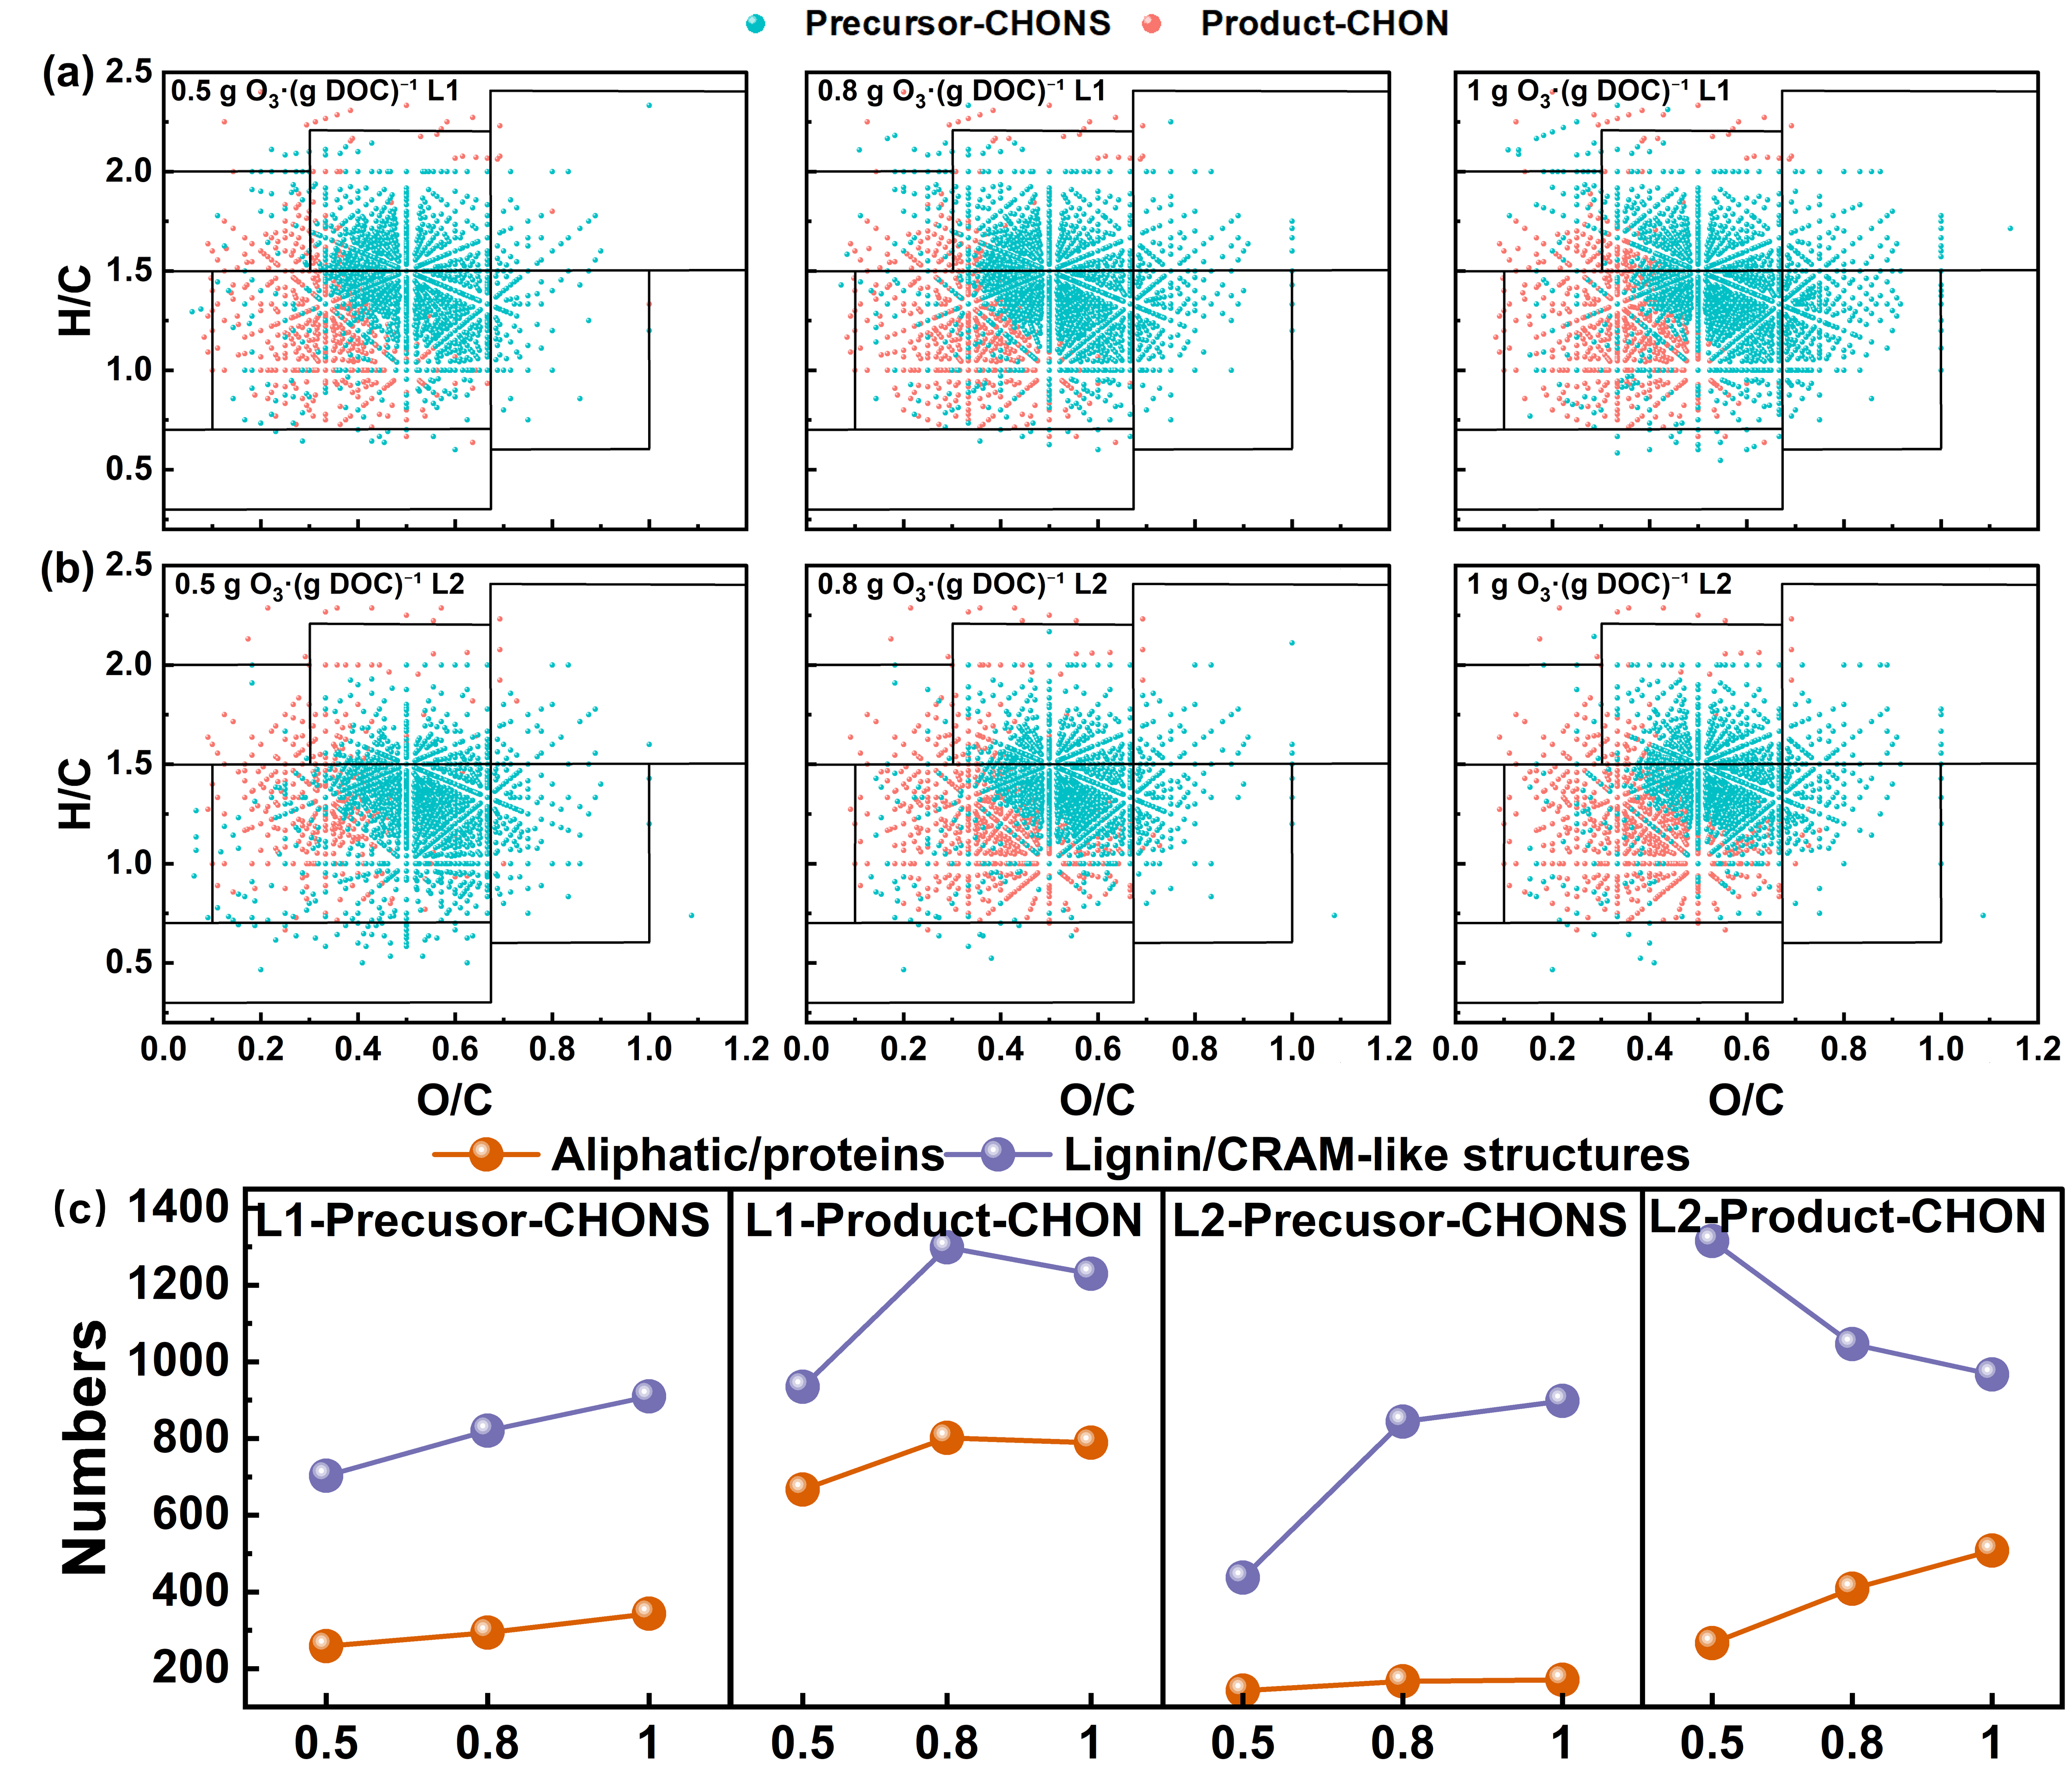 Precursor-CHONS Product-CHON
(a)
0.5 g O₃·(g DOC)⁻¹ L1
0.8 g O₃·(g DOC)⁻¹ L1
1 g O₃·(g DOC)⁻¹ L1
2.5
2.0
1.5
1.0
0.5
H/C
(b)
0.5 g O₃·(g DOC)⁻¹ L2
0.8 g O₃·(g DOC)⁻¹ L2
1 g O₃·(g DOC)⁻¹ L2
2.5
2.0
1.5
1.0
0.5
H/C
0.0 0.2 0.4 0.6 0.8 1.0 1.2
0.0 0.2 0.4 0.6 0.8 1.0 1.2
0.0 0.2 0.4 0.6 0.8 1.0 1.2
O/C
O/C
O/C
Aliphatic/proteins Lignin/CRAM-like structures
(c)
L1-Precusor-CHONS
L1-Product-CHON
L2-Precusor-CHONS
L2-Product-CHON
1400
1200
1000
800
600
400
200
Numbers
0.5 0.8 1
0.5 0.8 1
0.5 0.8 1
0.5 0.8 1